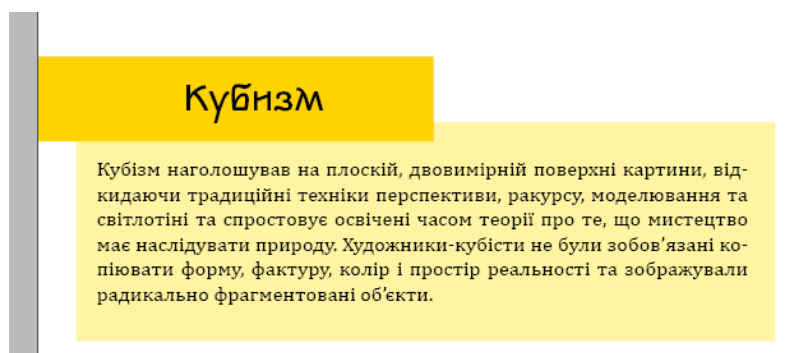 Кубизм
Кубізм наголошував на плоскій, двовимірній поверхні картини, від-
кидаючи традиційні техніки перспективи, ракурсу, моделювання та
світлотіні та спростовує освічені часом теорії про те, що мистецтво
має наслідувати природу. Художники-кубісти не були зобов’язані ко-
піювати форму, фактуру, колір і простір реальності та зображували
радикально фрагментовані об’єкти.